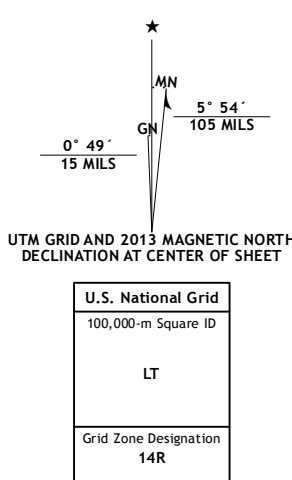 ★
MN
GN
5° 54´
105 MILS
0° 49´
15 MILS
UTM GRID AND 2013 MAGNETIC NORTH
DECLINATION AT CENTER OF SHEET
U.S. National Grid
100,000-m Square ID
LT
Grid Zone Designation
14R